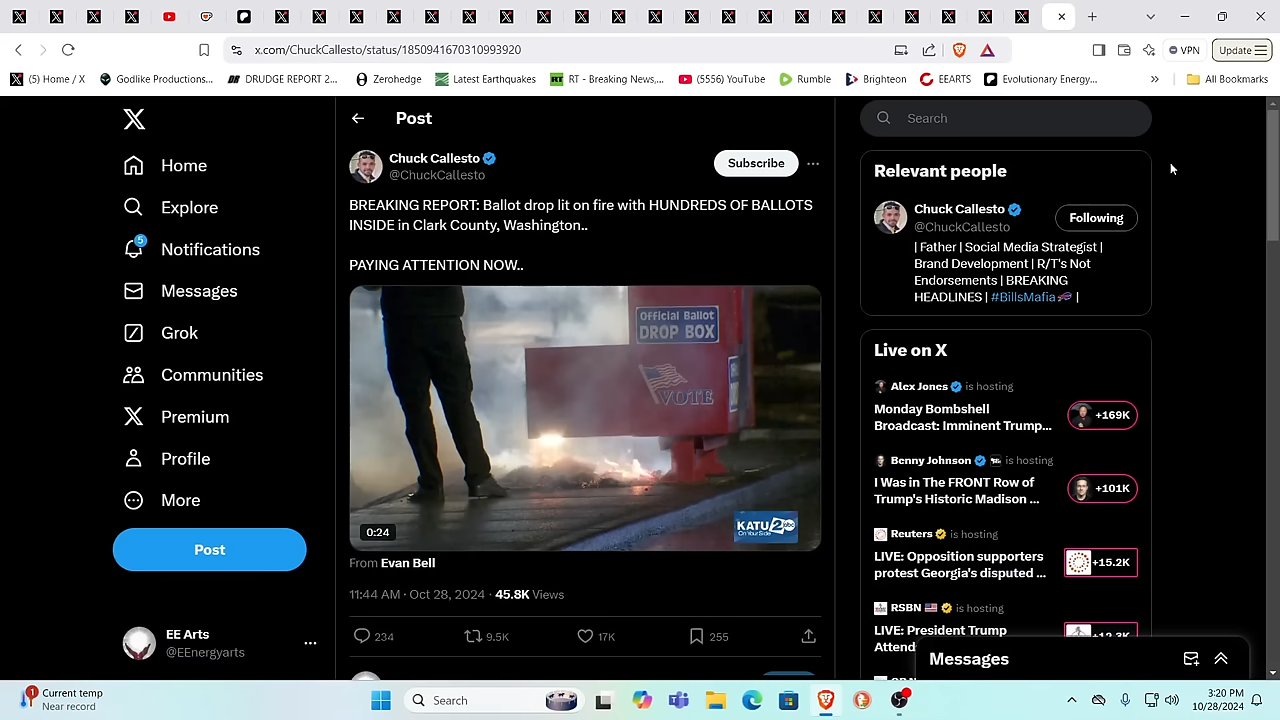 x.com/ChuckCallesto/status/1850941670310993920
VPN
Update
(5) Home / X
Godlike Productions...
DRUDGE REPORT 2...
Zerohedge
Latest Earthquakes
RT - Breaking News,...
(5556) YouTube
Rumble
Brighteon
EEARTS
Evolutionary Energy...
»
All Bookmarks
Home
Explore
5
Notifications
Messages
Grok
Communities
Premium
Profile
More
Post
EE Arts
@EEnergyarts
Post
Chuck Callesto
@ChuckCallesto
Subscribe
BREAKING REPORT: Ballot drop lit on fire with HUNDREDS OF BALLOTS
INSIDE in Clark County, Washington..
PAYING ATTENTION NOW..
Official Ballot
DROP BOX
VOTE
KATU 2 abc
On Your Side
0:24
From Evan Bell
11:44 AM · Oct 28, 2024 · 45.8K Views
234
9.5K
17K
255
Search
Relevant people
Chuck Callesto
@ChuckCallesto
Following
| Father | Social Media Strategist |
Brand Development | R/T's Not
Endorsements | BREAKING
HEADLINES | #BillsMafia |
Live on X
Alex Jones is hosting
Monday Bombshell
Broadcast: Imminent Trump...
+169K
Benny Johnson is hosting
I Was in The FRONT Row of
Trump's Historic Madison ...
+101K
Reuters is hosting
LIVE: Opposition supporters
protest Georgia's disputed ...
+15.2K
RSBN is hosting
LIVE: President Trump
Messages
1
Current temp
Near record
Search
3:20 PM
10/28/2024